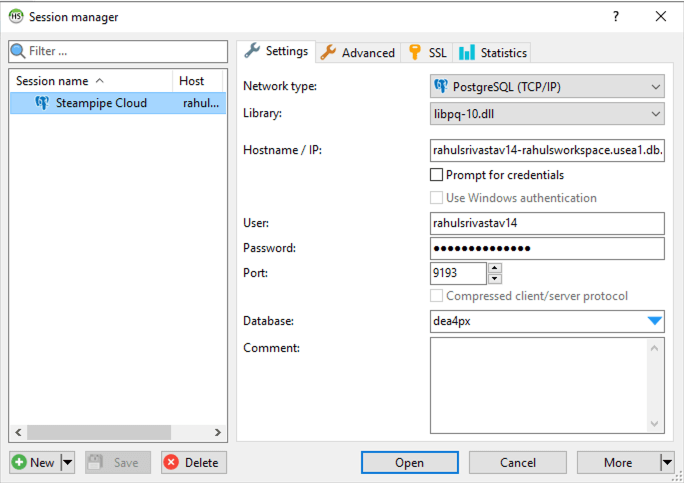 HS Session manager ? ×
Filter ...
Session name Host
Steampipe Cloud rahul...
Settings Advanced SSL Statistics
Network type: PostgreSQL (TCP/IP)
Library: libpq-10.dll
Hostname / IP: rahulsrivastav14-rahulsworkspace.usea1.db.
Prompt for credentials
Use Windows authentication
User: rahulsrivastav14
Password: ●●●●●●●●●●●●●●
Port: 9193
Compressed client/server protocol
Database: dea4px
Comment:
New Save Delete Open Cancel More